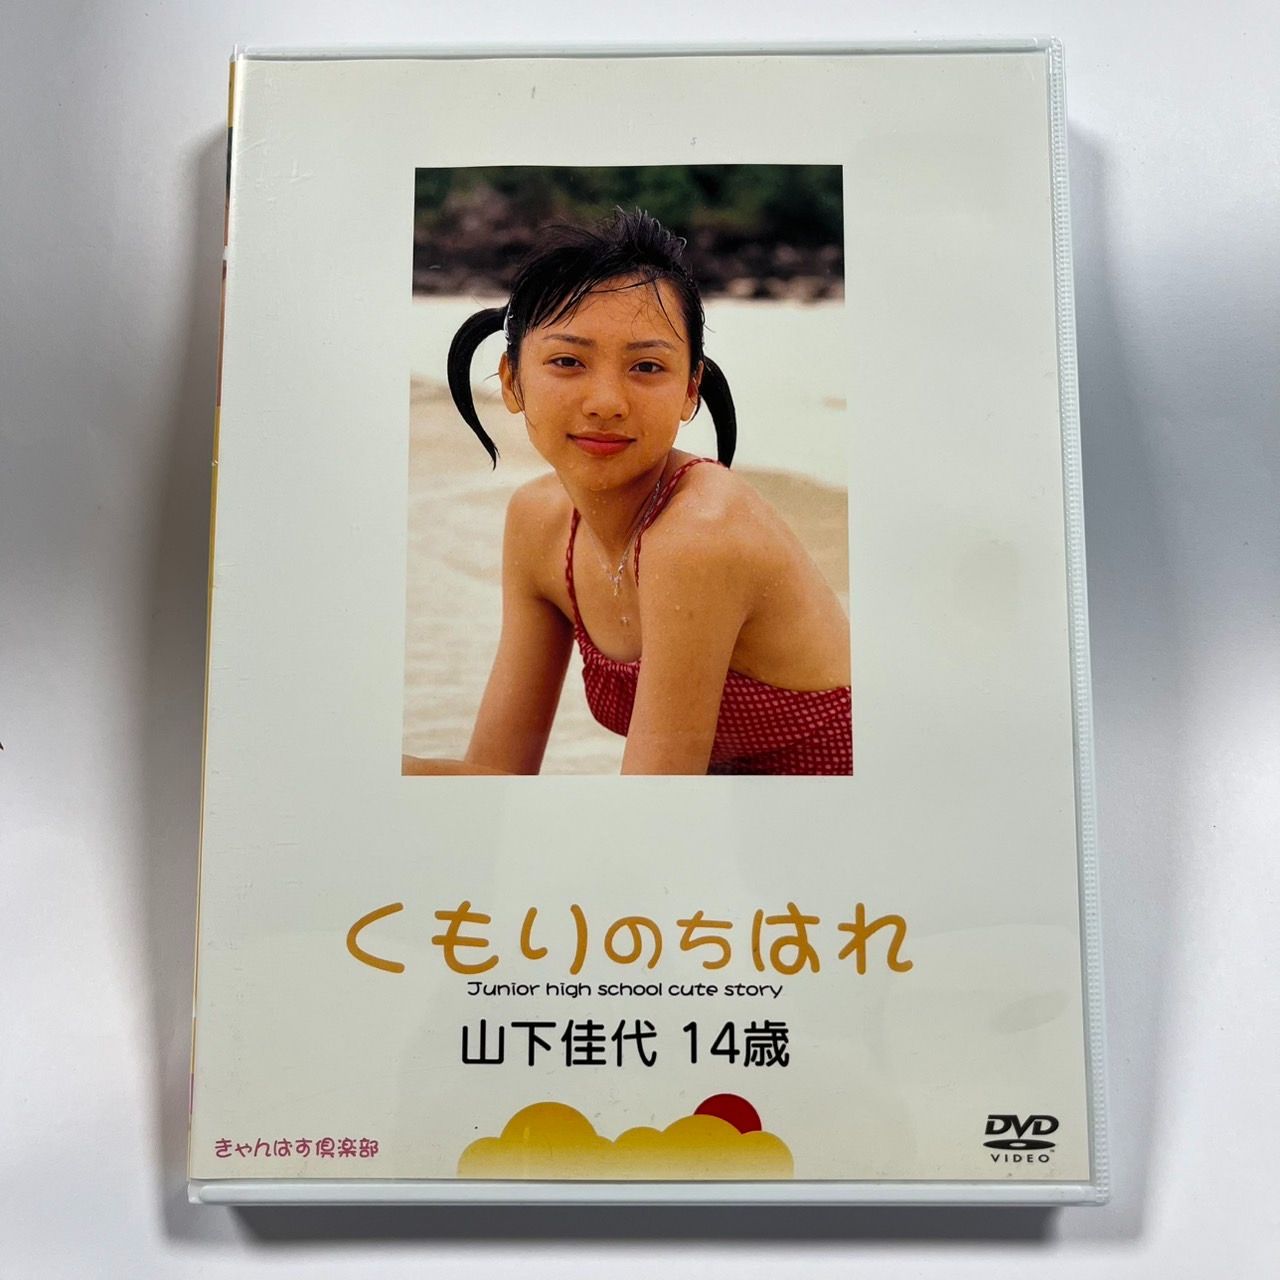 くもりのちはれ
Junior high school cute story
山下佳代 14歳
きゃんばす倶楽部
DVD
VIDEO